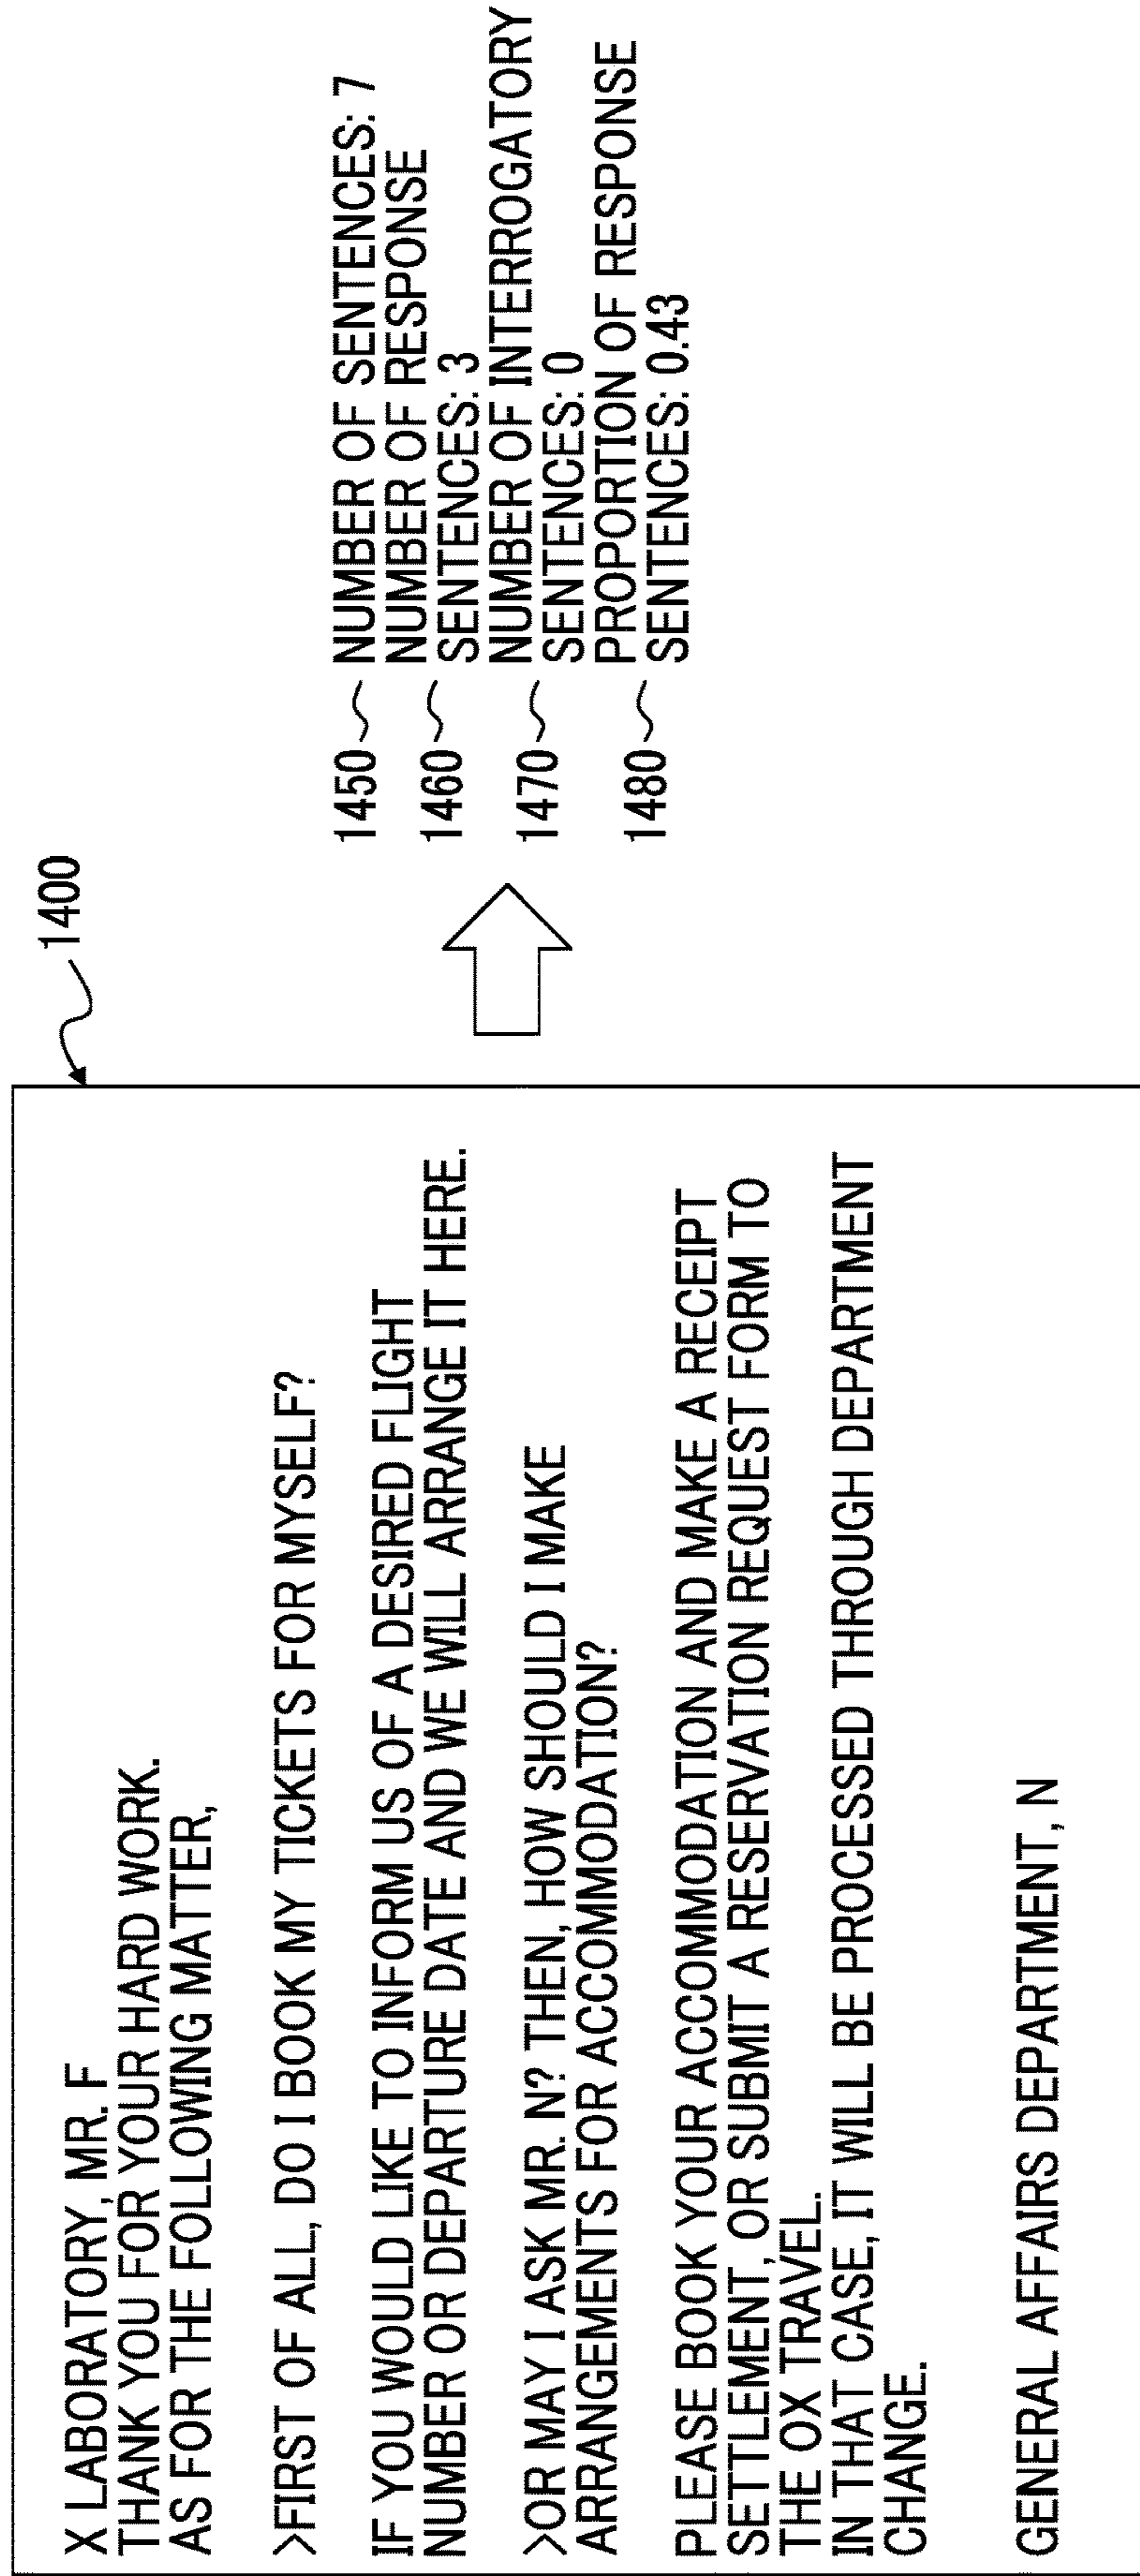 X LABORATORY, MR. F
THANK YOU FOR YOUR HARD WORK.
AS FOR THE FOLLOWING MATTER,
>FIRST OF ALL, DO I BOOK MY TICKETS FOR MYSELF?
IF YOU WOULD LIKE TO INFORM US OF A DESIRED FLIGHT
NUMBER OR DEPARTURE DATE AND WE WILL ARRANGE IT HERE.
>OR MAY I ASK MR. N? THEN, HOW SHOULD I MAKE
ARRANGEMENTS FOR ACCOMMODATION?
PLEASE BOOK YOUR ACCOMMODATION AND MAKE A RECEIPT
SETTLEMENT, OR SUBMIT A RESERVATION REQUEST FORM TO
THE OX TRAVEL.
IN THAT CASE, IT WILL BE PROCESSED THROUGH DEPARTMENT
CHANGE.
GENERAL AFFAIRS DEPARTMENT, N
1400
1450 NUMBER OF SENTENCES: 7
NUMBER OF RESPONSE
1460 SENTENCES: 3
NUMBER OF INTERROGATORY
1470 SENTENCES: 0
PROPORTION OF RESPONSE
1480 SENTENCES: 0.43